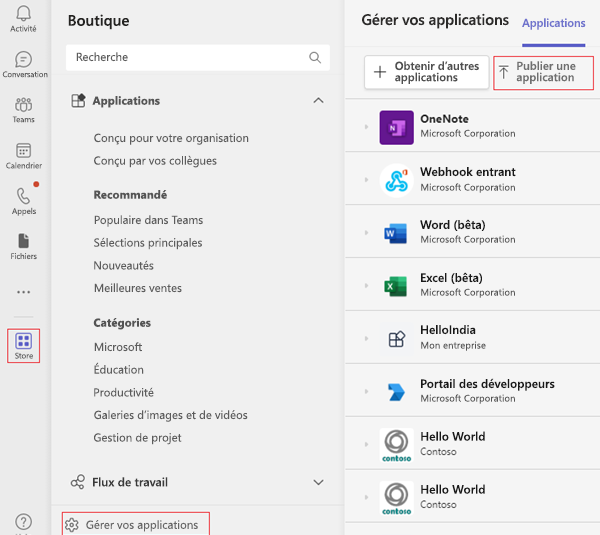 Activité
Conversation
Teams
Calendrier
Appels
Fichiers
Store
Boutique
Recherche
Applications
Conçu pour votre organisation
Conçu par vos collègues
Recommandé
Populaire dans Teams
Sélections principales
Nouveautés
Meilleures ventes
Catégories
Microsoft
Éducation
Productivité
Galeries d'images et de vidéos
Gestion de projet
Flux de travail
Gérer vos applications
Gérer vos applications
Applications
Obtenir d'autres
applications
Publier une
application
OneNote
Microsoft Corporation
Webhook entrant
Microsoft Corporation
Word (bêta)
Microsoft Corporation
Excel (bêta)
Microsoft Corporation
HelloIndia
Mon entreprise
Portail des développeurs
Microsoft Corporation
contoso
Hello World
Contoso
contoso
Hello World
Contoso